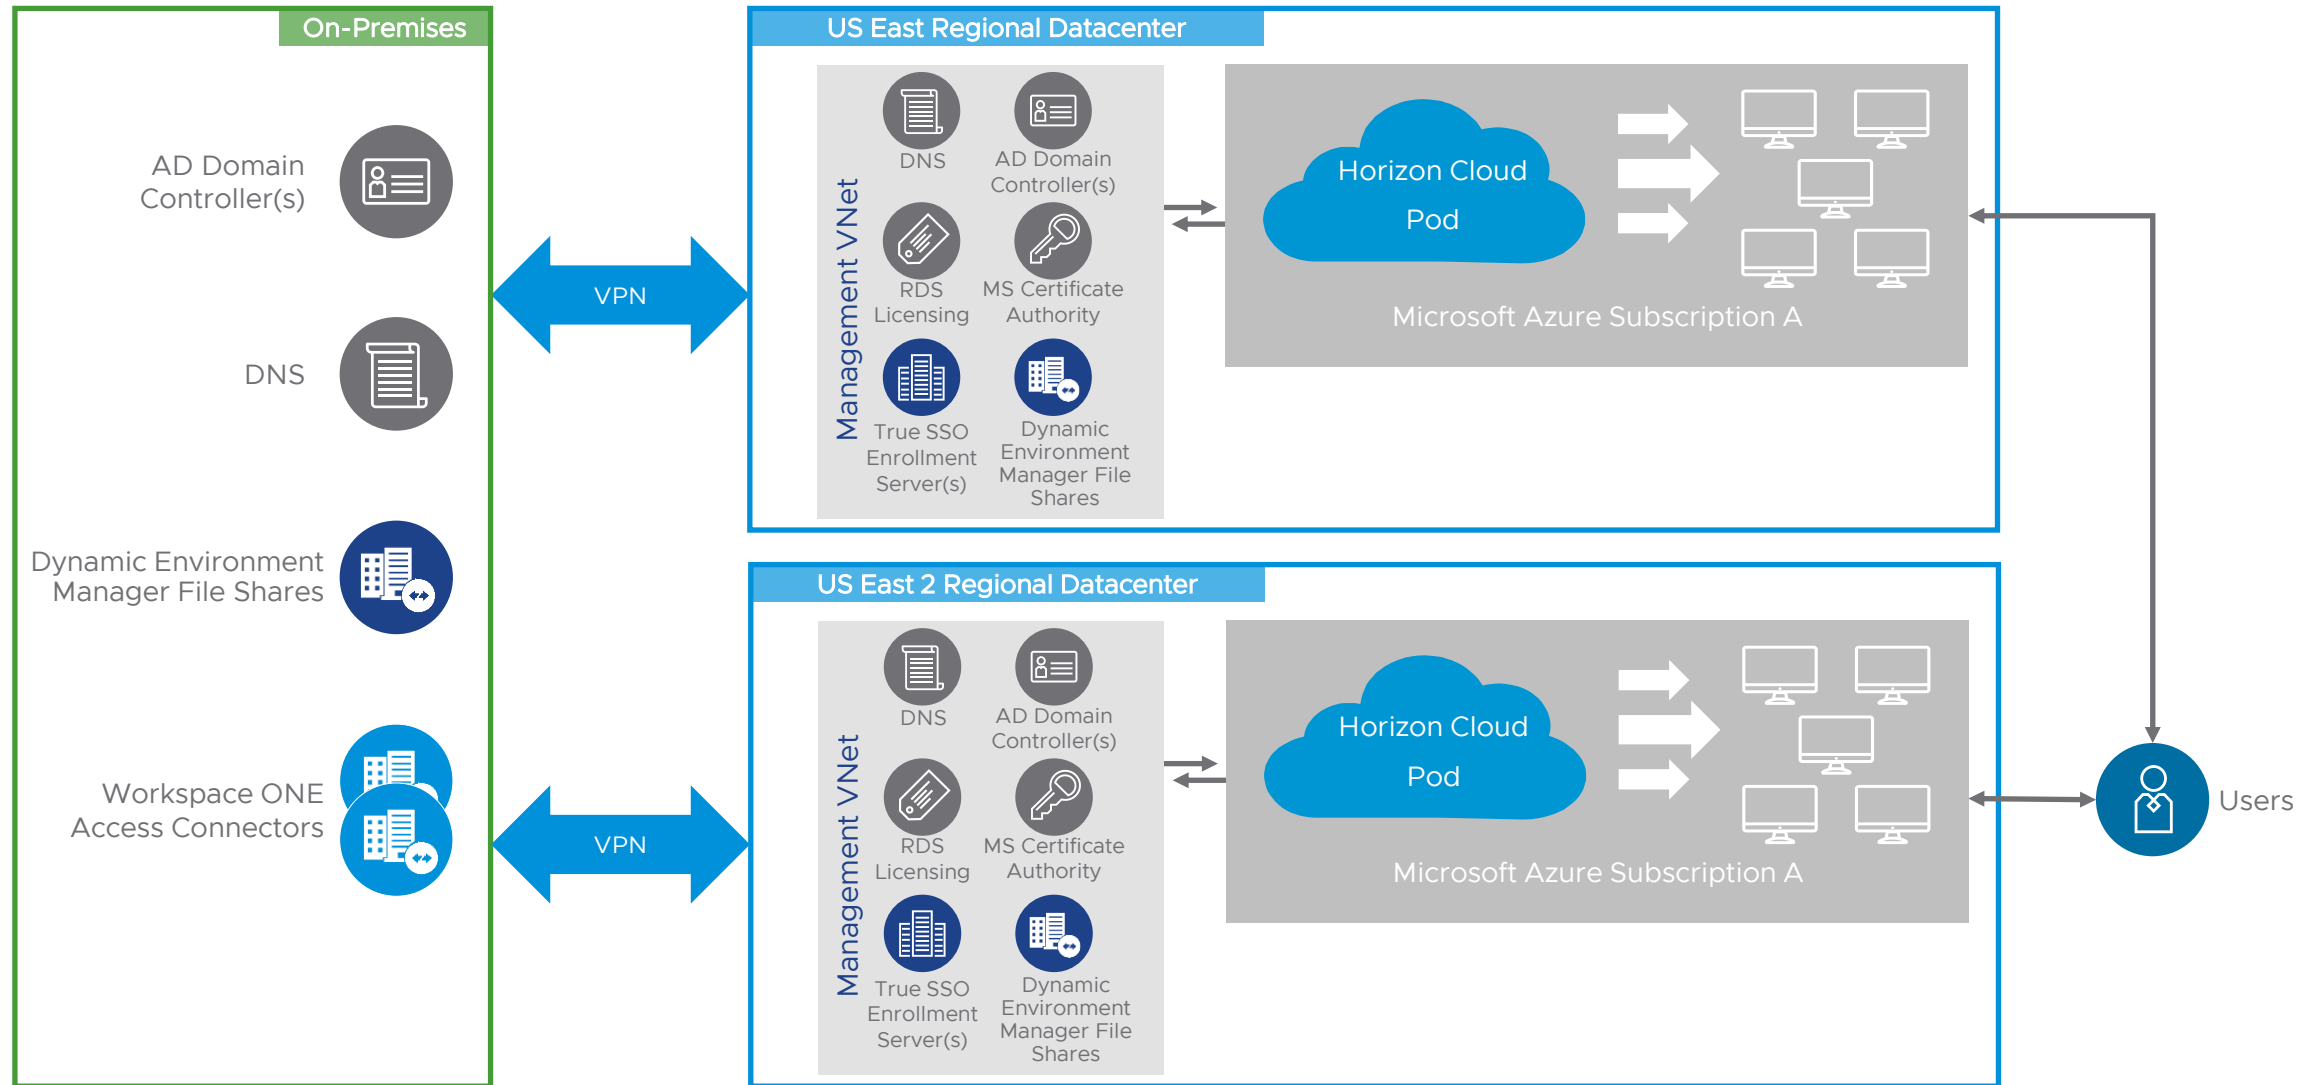 On-Premises
AD Domain
Controller(s)
DNS
Dynamic Environment
Manager File Shares
Workspace ONE
Access Connectors
VPN
VPN
US East Regional Datacenter
Management VNet
DNS
AD Domain
Controller(s)
RDS
Licensing
MS Certificate
Authority
True SSO
Enrollment
Server(s)
Dynamic
Environment
Manager File
Shares
Horizon Cloud
Pod
Microsoft Azure Subscription A
US East 2 Regional Datacenter
Management VNet
DNS
AD Domain
Controller(s)
RDS
Licensing
MS Certificate
Authority
True SSO
Enrollment
Server(s)
Dynamic
Environment
Manager File
Shares
Horizon Cloud
Pod
Microsoft Azure Subscription A
Users